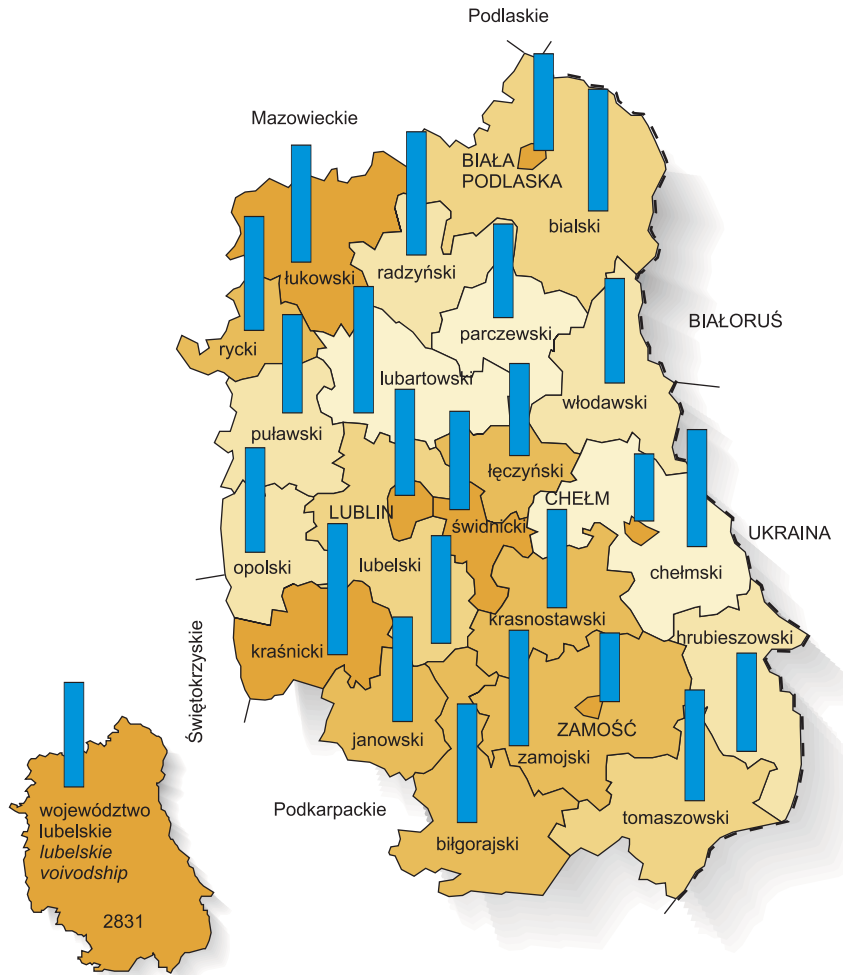 Podlaskie
Mazowieckie
BIAŁA
PODLASKA
bialski
łukowski
radzyński
rycki
parczewski
BIAŁORUŚ
lubartowski
włodawski
puławski
łęczyński
LUBLIN
CHEŁM
świdnicki
UKRAINA
opolski
lubelski
chełmski
krasnostawski
hrubieszowski
kraśnicki
Świętokrzyskie
janowski
ZAMOŚĆ
zamojski
Podkarpackie
tomaszowski
biłgorajski
województwo
lubelskie
lubelskie
voivodship
2831